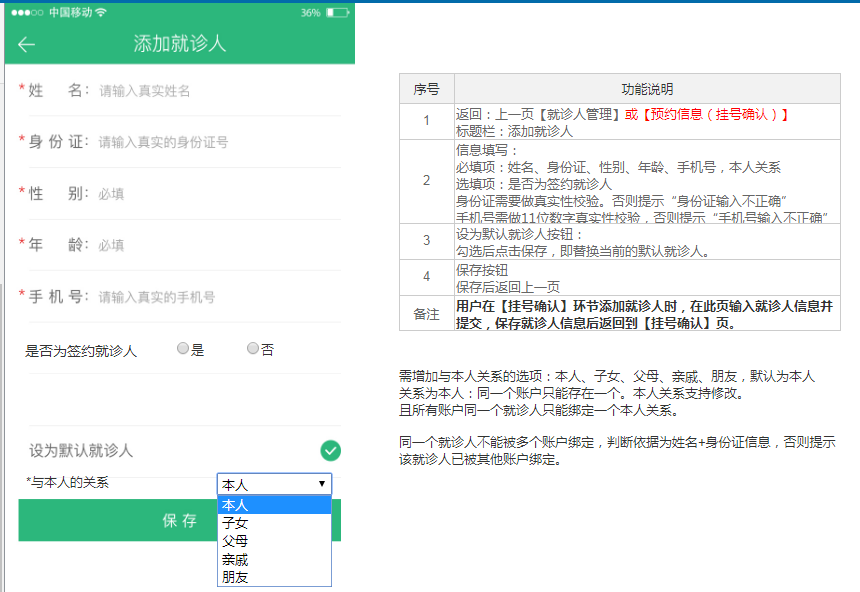 中国移动
36%
添加就诊人
*姓 名：请输入真实姓名
*身 份 证：请输入真实的身份证号
*性 别：必填
*年 龄：必填
*手 机 号：请输入真实的手机号
是否为签约就诊人 是 否
设为默认就诊人
*与本人的关系 本人
保 存
本人
子女
父母
亲戚
朋友
序号 功能说明
1 返回：上一页【就诊人管理】或【预约信息（挂号确认）】
标题栏：添加就诊人
2 信息填写：
必填项：姓名、身份证、性别、年龄、手机号，本人关系
选填项：是否为签约就诊人
身份证需要做真实性校验。否则提示“身份证输入不正确”
手机号需做11位数字真实性校验，否则提示“手机号输入不正确”
3 设为默认就诊人按钮：
勾选后点击保存，即替换当前的默认就诊人。
4 保存按钮
保存后返回上一页
备注 用户在【挂号确认】环节添加就诊人时，在此页输入就诊人信息并
提交，保存就诊人信息后返回到【挂号确认】页。
需增加与本人关系的选项：本人、子女、父母、亲戚、朋友，默认为本人
关系为本人：同一个账户只能存在一个。本人关系支持修改。
且所有账户同一个就诊人只能绑定一个本人关系。
同一个就诊人不能被多个账户绑定，判断依据为姓名+身份证信息，否则提示
该就诊人已被其他账户绑定。